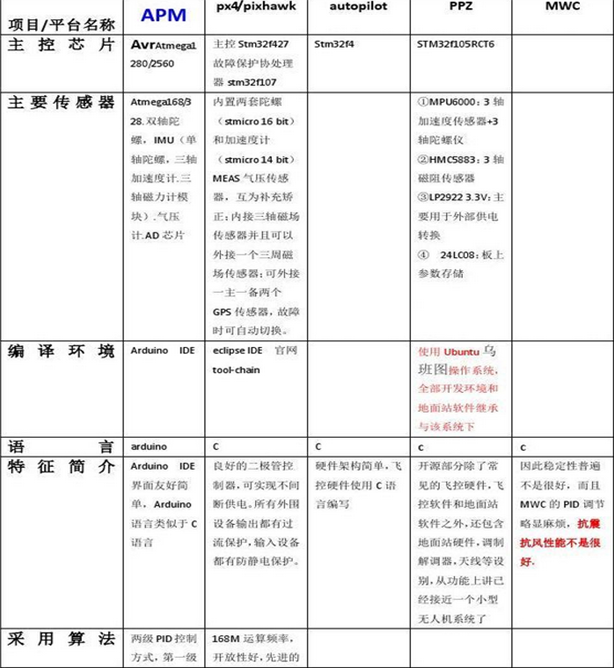 项目/平台名称
APM
px4/pixhawk
autopilot
PPZ
MWC
主控芯片
AvrAtmega1
280/2560
主控 Stm32f427
故障保护协处理
器 stm32f107
Stm32f4
STM32f105RCT6
主要传感器
Atmega168/3
28.双轴陀
螺，IMU（单
轴陀螺，三轴
加速度计.三
轴磁力计模
块）.气压
计.AD 芯片
内置两套陀螺
（stmicro 16 bit）
和加速度计
（stmicro 14 bit）
MEAS 气压传感
器，互为补充矫
正；内接三轴磁场
传感器并且可以
外接一个三周磁
场传感器；可外接
一主一备两个
GPS 传感器，故障
时可自动切换。
①MPU6000：3 轴
加速度传感器+3
轴陀螺仪
②HMC5883：3 轴
磁阻传感器
③LP2922 3.3V：主
要用于外部供电
转换
④ 24LC08：板上
参数存储
编译环境
Arduino IDE
eclipse IDE 官网
tool-chain
使用 Ubuntu 乌
班图操作系统，
全部开发环境和
地面站软件继承
与该系统下
语言
arduino
C
C
c
c
特征简介
Arduino IDE
界面友好简
单，Arduino
语言类似于 C
语言
良好的二极管控
制器，可实现不间
断供电。所有外围
设备输出都有过
流保护，输入设备
都有防静电保护。
硬件架构简单，飞
控硬件使用 C 语
言编写
开源部分除了常
见的飞控硬件，飞
控软件和地面站
软件之外，还包含
地面站硬件，调制
解调器，天线等设
别，从功能上讲已
经接近一个小型
无人机系统了
因此稳定性普遍
不是很好，而且
MWC 的 PID 调节
略显麻烦，抗震
抗风性能不是很
好.
采用算法
两级 PID 控制
方式，第一级
168M 运算频率，
开放性好，先进的